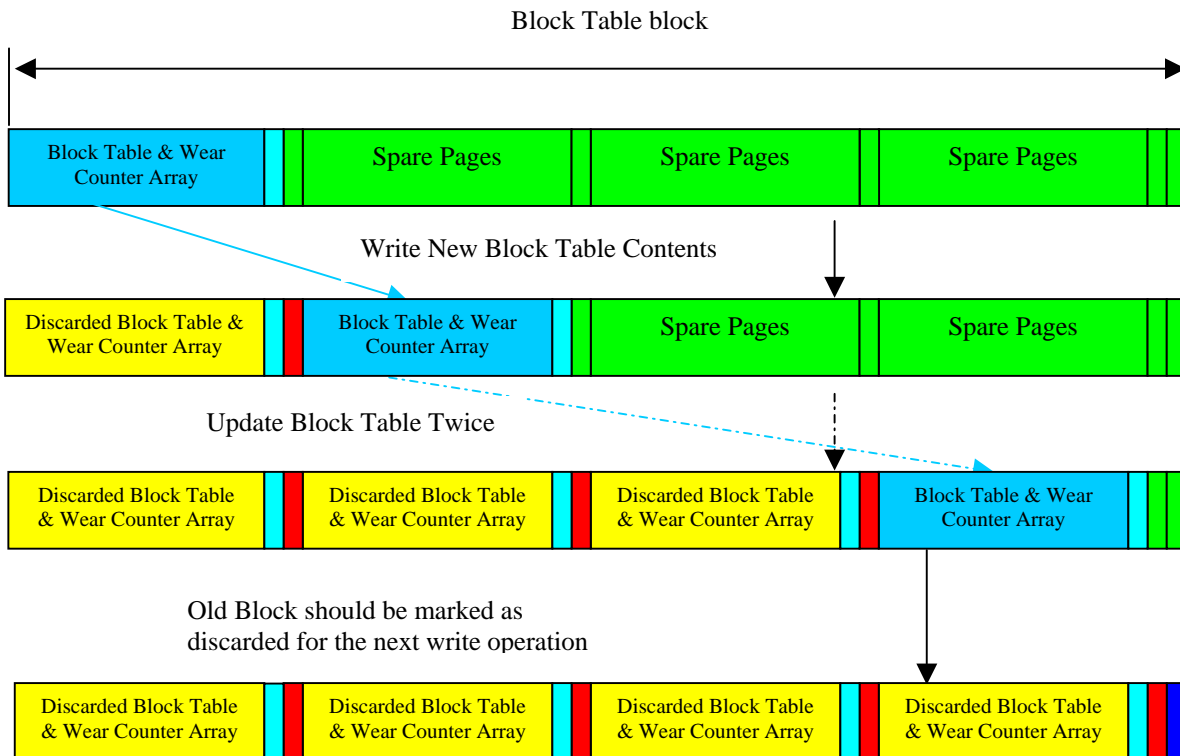 Block Table block
Block Table & Wear
Counter Array
Spare Pages
Spare Pages
Spare Pages
Write New Block Table Contents
Discarded Block Table &
Wear Counter Array
Block Table & Wear
Counter Array
Spare Pages
Spare Pages
Update Block Table Twice
Discarded Block Table
& Wear Counter Array
Discarded Block Table
& Wear Counter Array
Discarded Block Table
& Wear Counter Array
Block Table & Wear
Counter Array
Old Block should be marked as
discarded for the next write operation
Discarded Block Table
& Wear Counter Array
Discarded Block Table
& Wear Counter Array
Discarded Block Table
& Wear Counter Array
Discarded Block Table
& Wear Counter Array